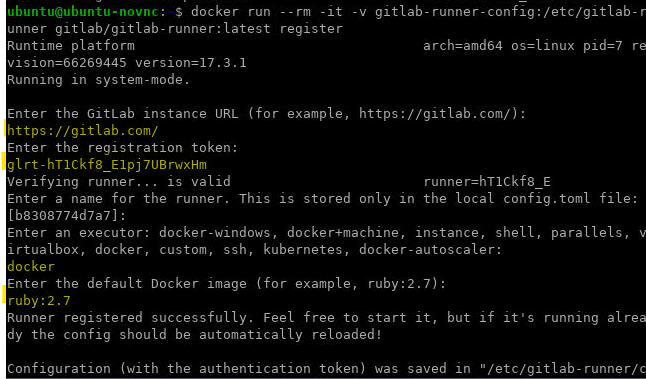 ubuntu@ubuntu-novnc:~$ docker run --rm -it -v gitlab-runner-config:/etc/gitlab-r
unner gitlab/gitlab-runner:latest register
Runtime platform                                    arch=amd64 os=linux pid=7 re
vision=66269445 version=17.3.1
Running in system-mode.

Enter the GitLab instance URL (for example, https://gitlab.com/):
https://gitlab.com/
Enter the registration token:
glrt-hT1Ckf8_E1pj7UBrwxHm
Verifying runner... is valid                        runner=hT1Ckf8_E
Enter a name for the runner. This is stored only in the local config.toml file:
[b8308774d7a7]:
Enter an executor: docker-windows, docker+machine, instance, shell, parallels, v
irtualbox, docker, custom, ssh, kubernetes, docker-autoscaler:
docker
Enter the default Docker image (for example, ruby:2.7):
ruby:2.7
Runner registered successfully. Feel free to start it, but if it's running alrea
dy the config should be automatically reloaded!

Configuration (with the authentication token) was saved in "/etc/gitlab-runner/c